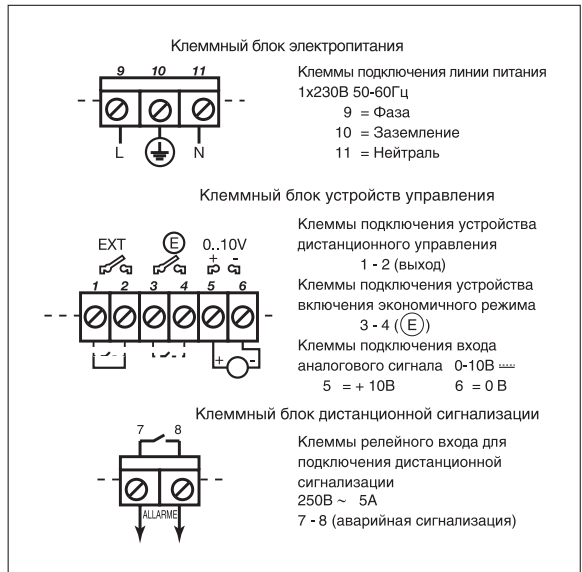 Клеммный блок электропитания
9 10 11
L N
Клеммы подключения линии питания
1x230В 50-60Гц
9 = Фаза
10 = Заземление
11 = Нейтраль
Клеммный блок устройств управления
EXT E 0..10V
+ -
1 2 3 4 5 6
+ -
Клеммы подключения устройства
дистанционного управления
1 - 2 (выход)
Клеммы подключения устройства
включения экономичного режима
3 - 4 (E))
Клеммы подключения входа
аналогового сигнала 0-10В
5 = + 10В 6 = 0 В
Клеммный блок дистанционной сигнализации
7 8
ALLARME
Клеммы релейного входа для
подключения дистанционной
сигнализации
250В ~ 5А
7 - 8 (аварийная сигнализация)